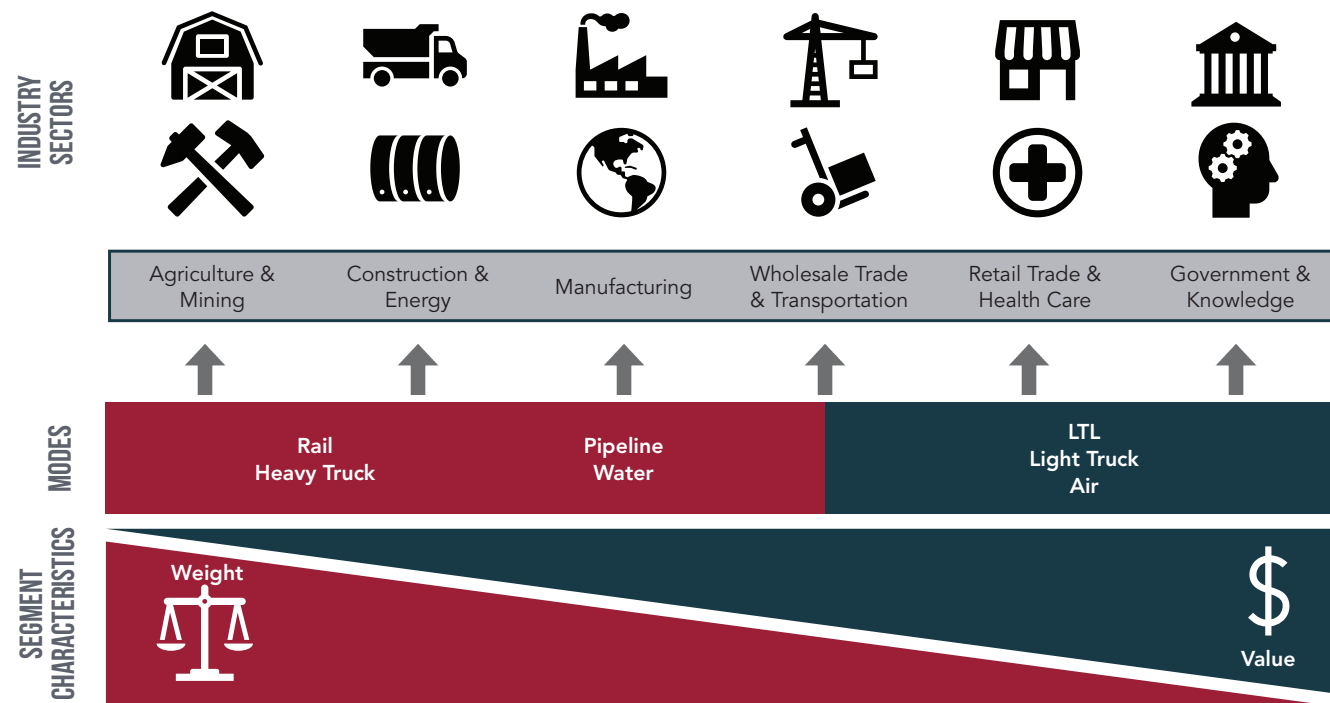 INDUSTRY
SECTORS
Agriculture &
Mining
Construction &
Energy
Manufacturing
Wholesale Trade
& Transportation
Retail Trade &
Health Care
Government &
Knowledge
MODES
Rail
Heavy Truck
Pipeline
Water
LTL
Light Truck
Air
SEGMENT
CHARACTERISTICS
Weight
$
Value